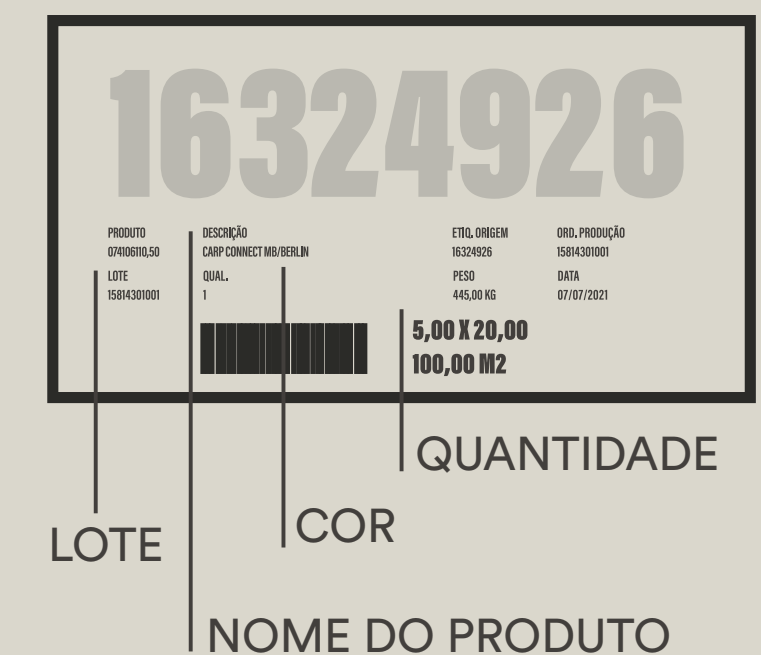 16324926
PRODUTO DESCRIÇÃO ETIQ. ORIGEM ORD. PRODUÇÃO
074106110,50 CARP CONNECT MB/BERLIN 16324926 15814301001
LOTE QUAL. PESO DATA
15814301001 1 445,00 KG 07/07/2021
5,00 X 20,00
100,00 M2
QUANTIDADE
COR
LOTE
NOME DO PRODUTO